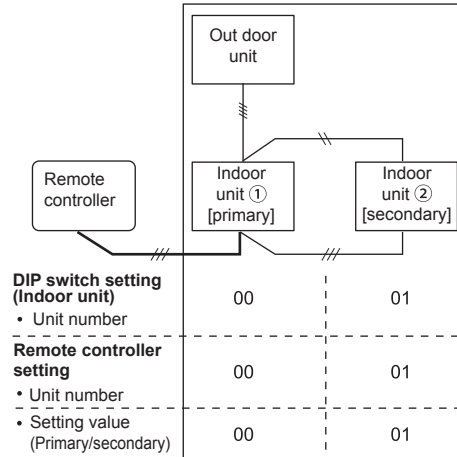 Out door
unit
Remote
controller
Indoor
unit ①
[primary]
Indoor
unit ②
[secondary]
DIP switch setting
(Indoor unit)
• Unit number
00
01
Remote controller
setting
• Unit number
00
01
• Setting value
(Primary/secondary)
00
01